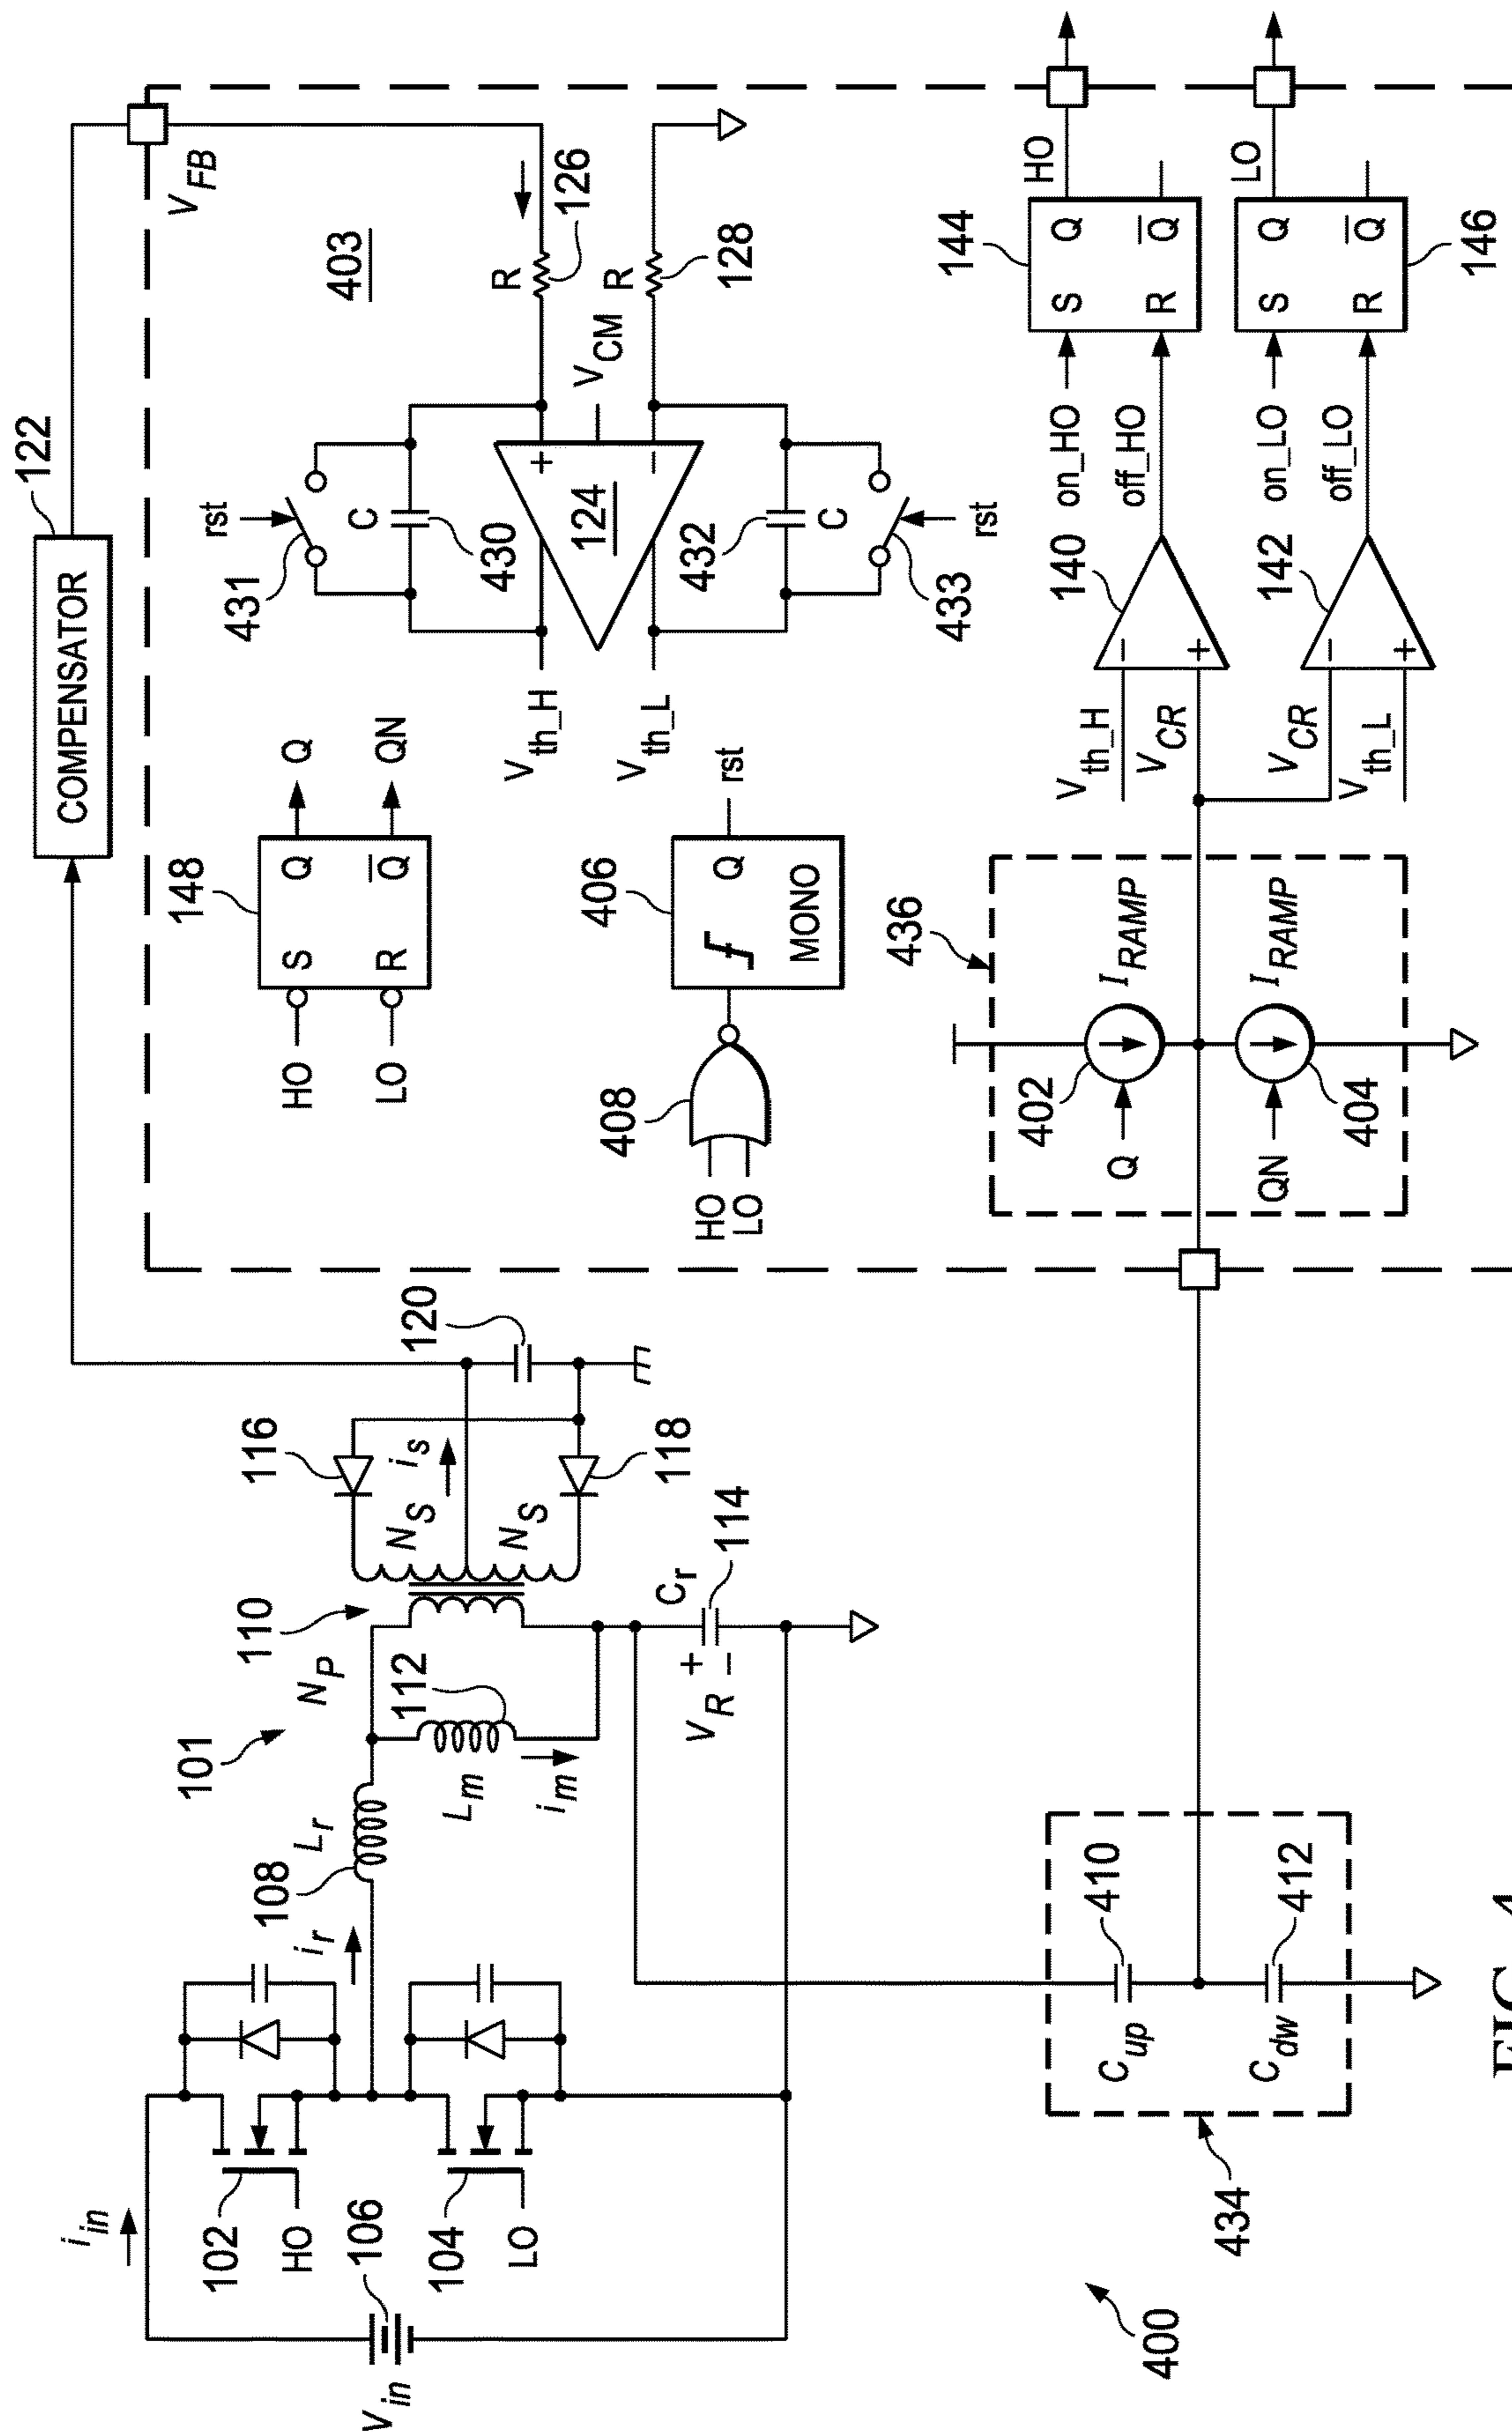 122
COMPENSATOR
V_FB
403
rst
431
C
430
R
126
+
124
V_CM
−
R
128
432
C
433
rst
V_th_H
V_th_L
148
HO
S
Q
Q
LO
R
Q̅
QN
HO
LO
408
406
Q
MONO
rst
436
Q
402
I_RAMP
QN
404
I_RAMP
V_th_H
V_CR
−
+
140
V_CR
V_th_L
−
+
142
on_HO
off_HO
144
S
Q
R
Q̅
HO
on_LO
off_LO
S
Q
R
Q̅
146
LO
i_in
102
HO
106
V_in
104
LO
i_r
108
L_r
101
L_m
112
i_m
N_P
110
116
N_S
i_s
N_S
118
120
C_r
114
V_R
+
−
C_up
410
C_dw
412
434
400